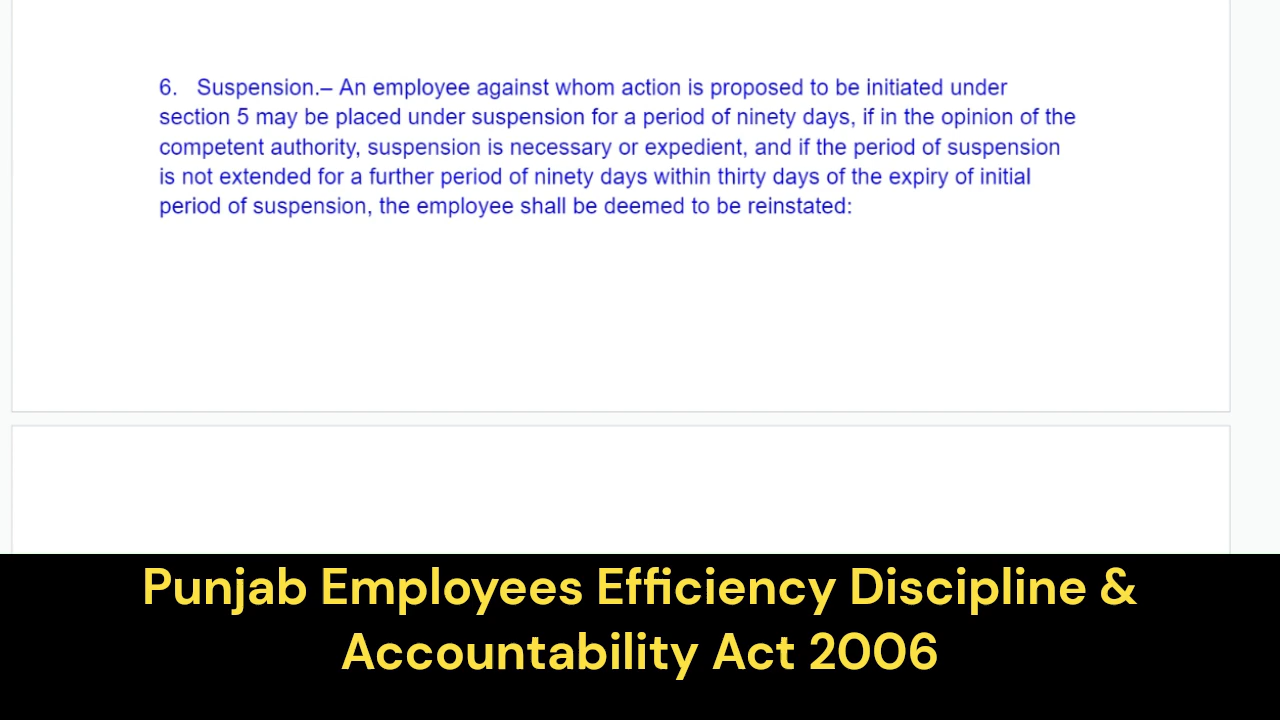 6. Suspension.– An employee against whom action is proposed to be initiated under
section 5 may be placed under suspension for a period of ninety days, if in the opinion of the
competent authority, suspension is necessary or expedient, and if the period of suspension
is not extended for a further period of ninety days within thirty days of the expiry of initial
period of suspension, the employee shall be deemed to be reinstated:
Punjab Employees Efficiency Discipline &
Accountability Act 2006